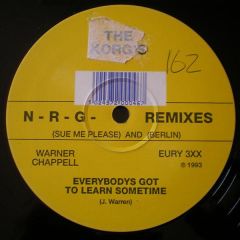 THE
KORG'S
162
N - R - G - REMIXES
(SUE ME PLEASE) AND (BERLIN)
WARNER
CHAPPELL
EURY 3XX
℗ 1993
EVERYBODYS GOT
TO LEARN SOMETIME
(J. Warren)